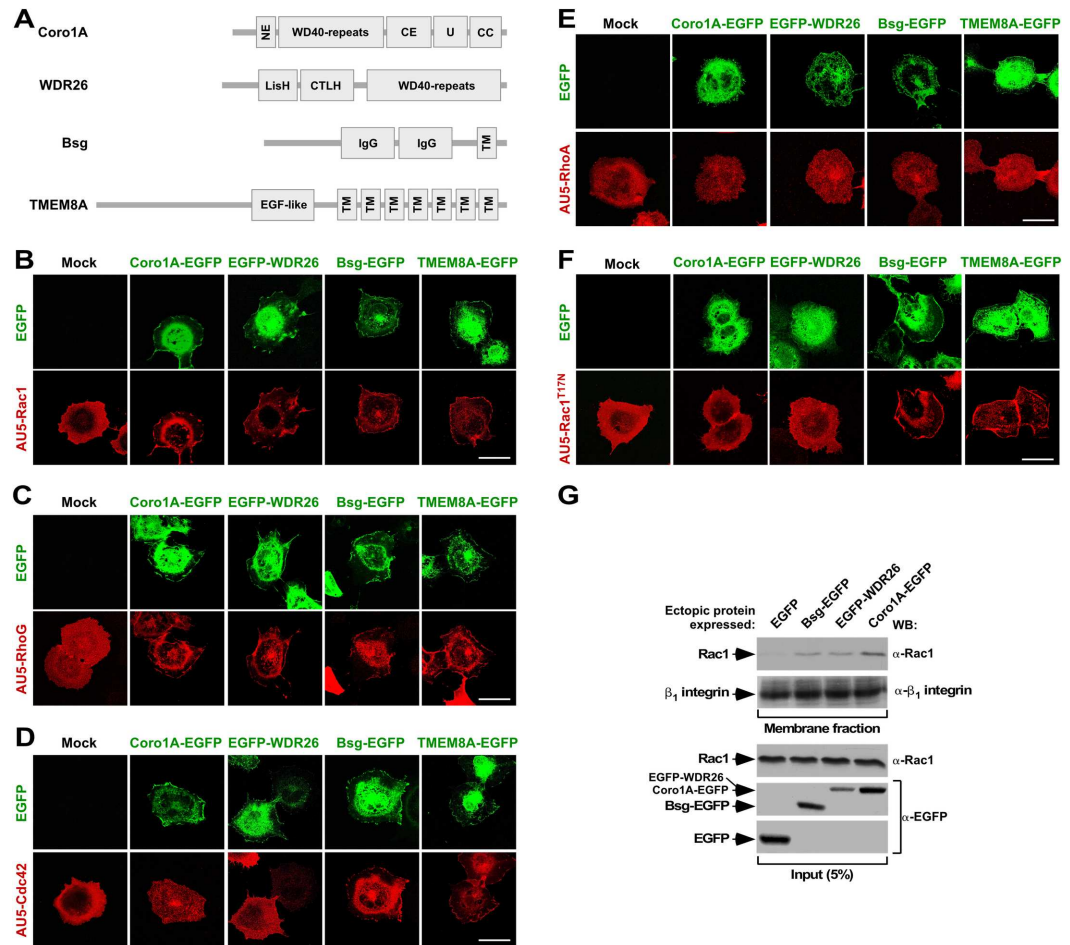 A
Coro1A
NE WD40-repeats CE U CC
WDR26
LisH CTLH WD40-repeats
Bsg
IgG IgG TM
TMEM8A
EGF-like TM TM TM TM TM TM TM
B
Mock Coro1A-EGFP EGFP-WDR26 Bsg-EGFP TMEM8A-EGFP
EGFP
AU5-Rac1
C
Mock Coro1A-EGFP EGFP-WDR26 Bsg-EGFP TMEM8A-EGFP
EGFP
AU5-RhoG
D
Mock Coro1A-EGFP EGFP-WDR26 Bsg-EGFP TMEM8A-EGFP
EGFP
AU5-Cdc42
E
Mock Coro1A-EGFP EGFP-WDR26 Bsg-EGFP TMEM8A-EGFP
EGFP
AU5-RhoA
F
Mock Coro1A-EGFP EGFP-WDR26 Bsg-EGFP TMEM8A-EGFP
EGFP
AU5-Rac1T17N
G
Ectopic protein
expressed: EGFP Bsg-EGFP EGFP-WDR26 Coro1A-EGFP WB:
Rac1 α-Rac1
β1 integrin α-β1 integrin
Membrane fraction
Rac1 α-Rac1
EGFP-WDR26
Coro1A-EGFP
Bsg-EGFP α-EGFP
EGFP
Input (5%)